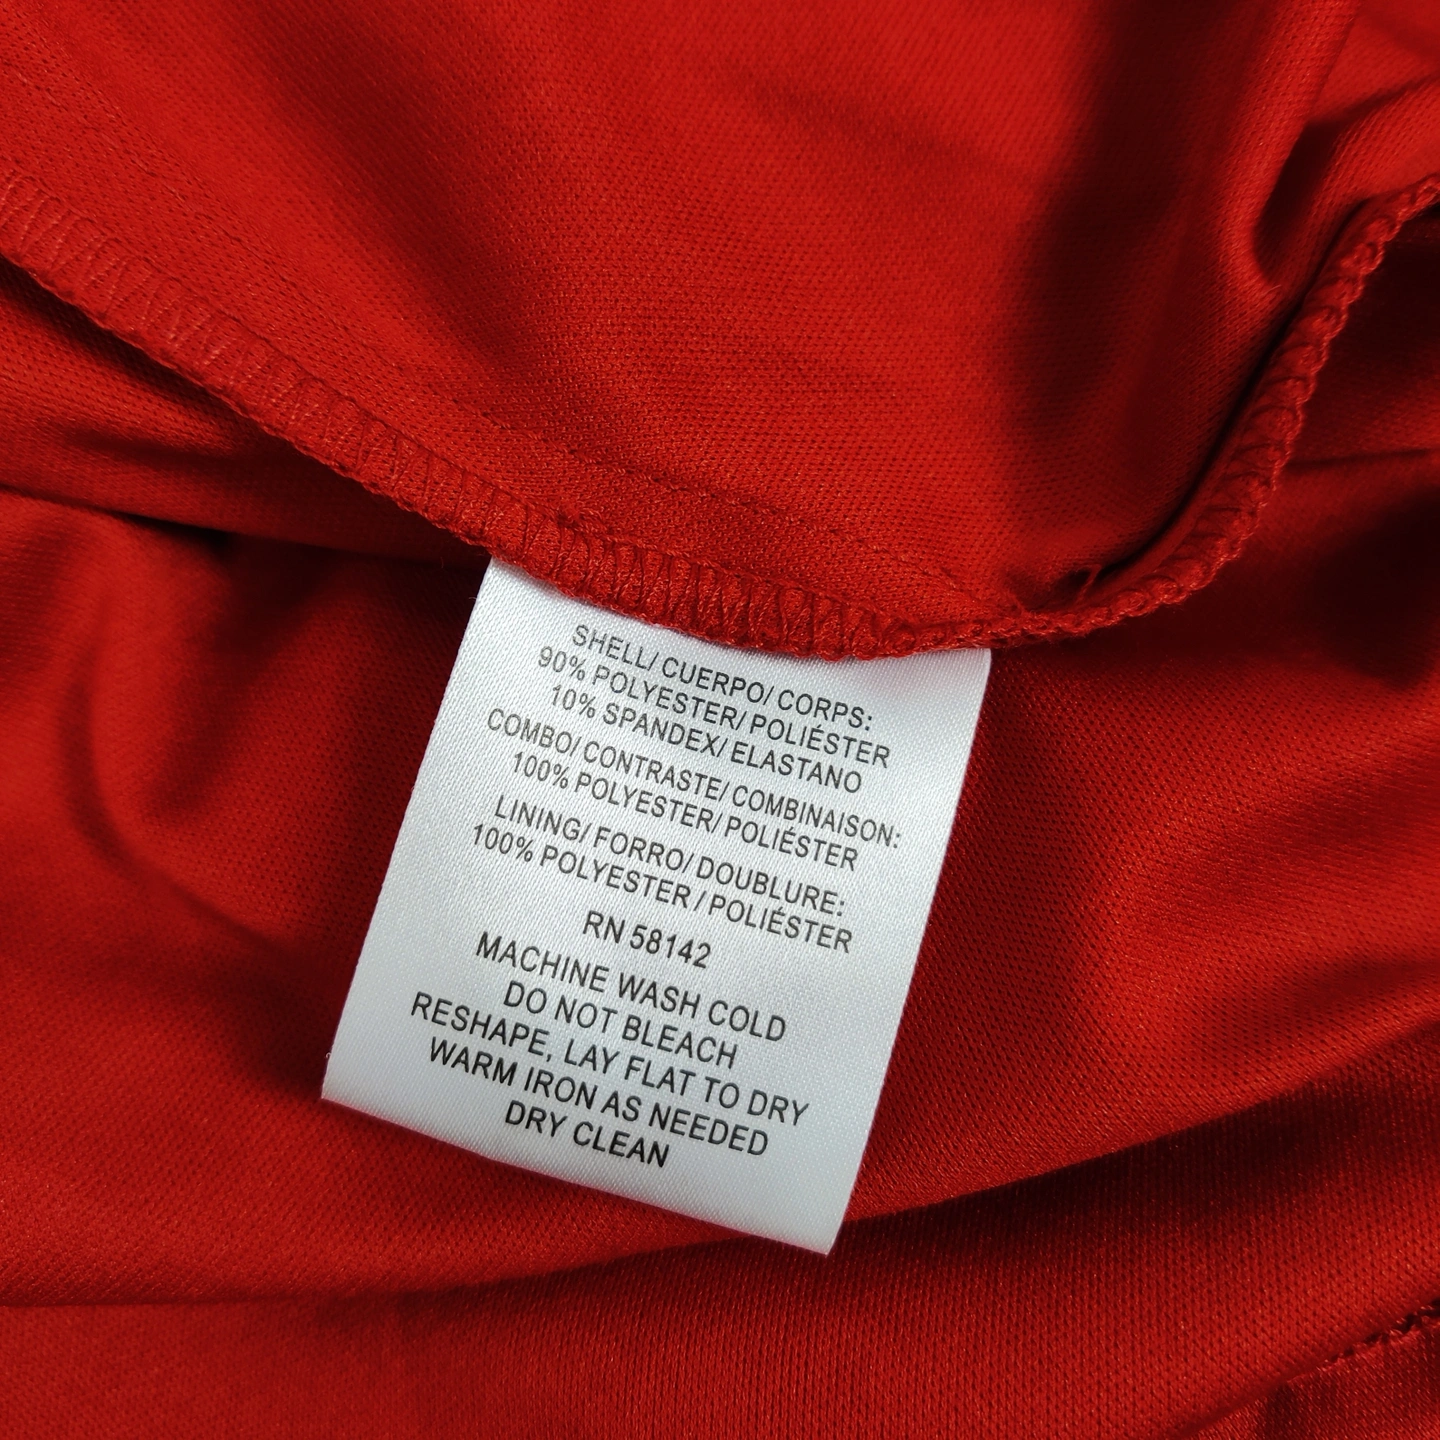 SHELL/ CUERPO/ CORPS:
90% POLYESTER/ POLIÉSTER
10% SPANDEX/ ELASTANO
COMBO/ CONTRASTE/ COMBINAISON:
100% POLYESTER/ POLIÉSTER
LINING/ FORRO/ DOUBLURE:
100% POLYESTER / POLIÉSTER
RN 58142
MACHINE WASH COLD
DO NOT BLEACH
RESHAPE, LAY FLAT TO DRY
WARM IRON AS NEEDED
DRY CLEAN